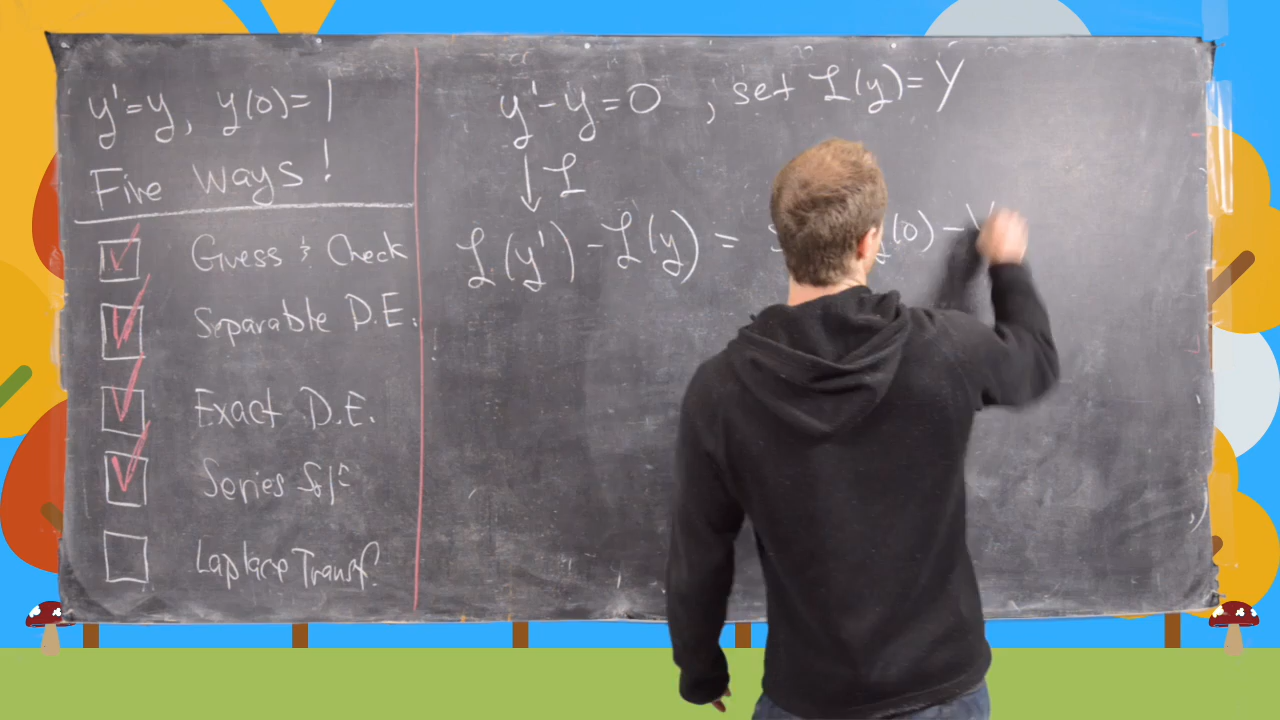 y'=y, y(0)=1
Five ways!
Guess & Check
Separable D.E.
Exact D.E.
Series Sol^n
Laplace Transf.
y'-y=0, set ℒ(y)=Y
↓ℒ
ℒ(y')-ℒ(y) = y(0)-